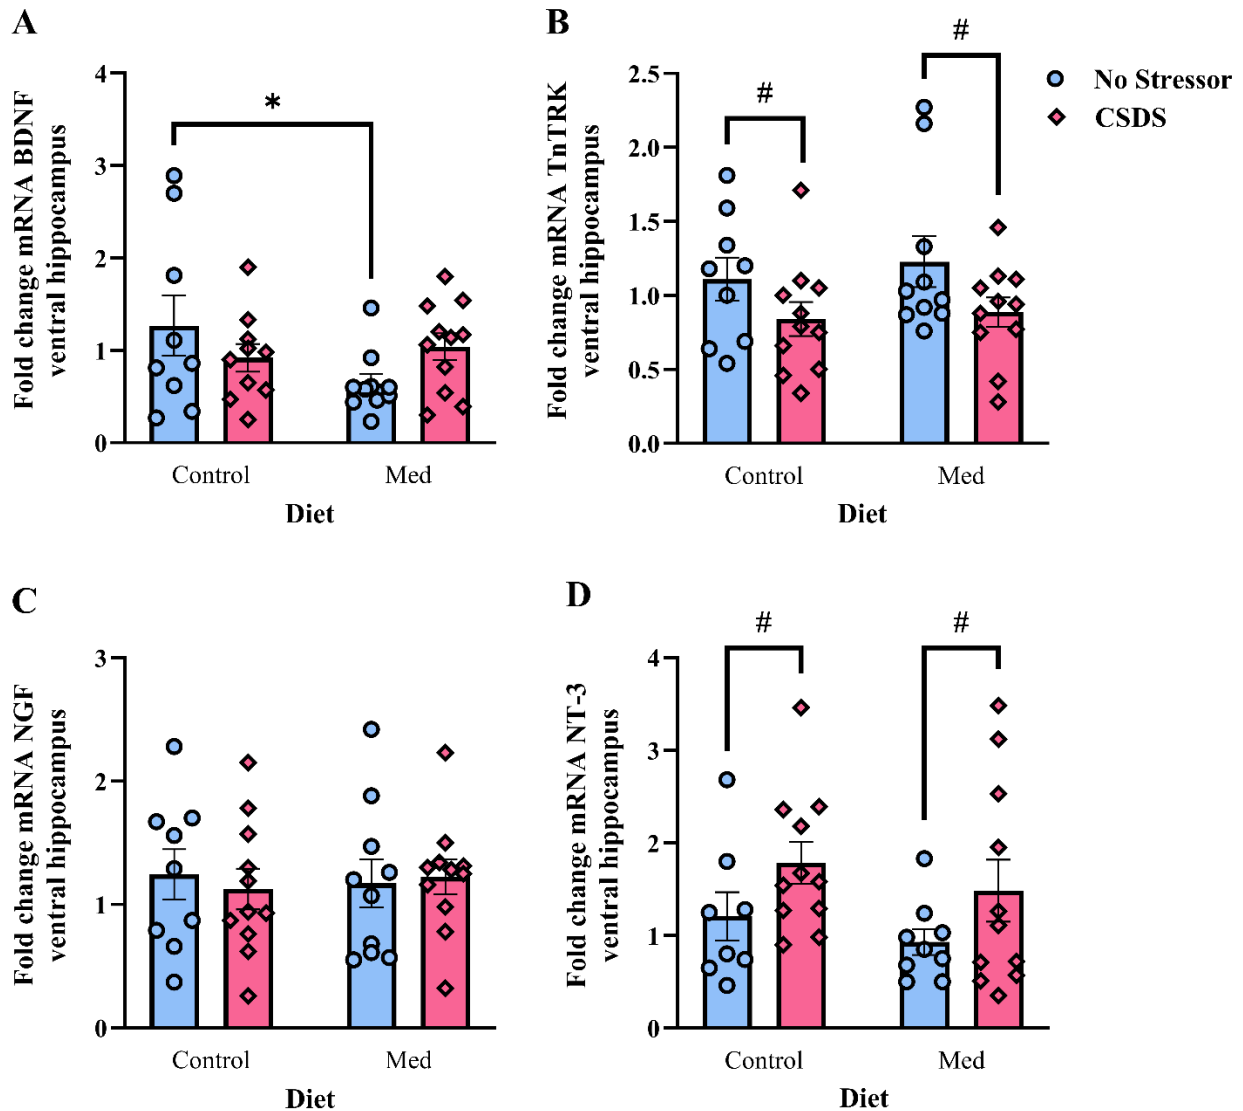 A
Fold change mRNA BDNF
ventral hippocampus
4
3
2
1
0
*
Control Med
Diet
B
Fold change mRNA TnTRK
ventral hippocampus
2.5
2.0
1.5
1.0
0.5
0.0
# #
Control Med
Diet
No Stressor
CSDS
C
Fold change mRNA NGF
ventral hippocampus
3
2
1
0
Control Med
Diet
D
Fold change mRNA NT-3
ventral hippocampus
4
3
2
1
0
# #
Control Med
Diet